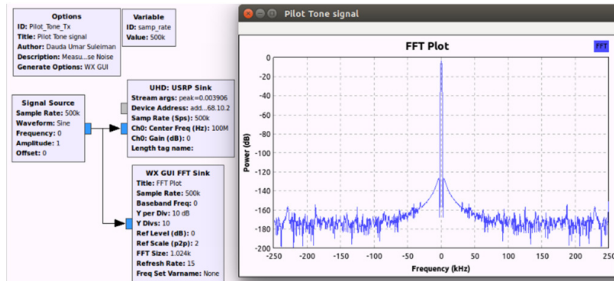 Options
ID: Pilot_Tone_Tx
Title: Pilot Tone signal
Author: Dauda Umar Suleiman
Description: Measu...se Noise
Generate Options: WX GUI
Variable
ID: samp_rate
Value: 500k
Signal Source
Sample Rate: 500k
Waveform: Sine
Frequency: 0
Amplitude: 1
Offset: 0
UHD: USRP Sink
Stream args: peak=0.003906
Device Address: add...68.10.2
Samp Rate (Sps): 500k
Ch0: Center Freq (Hz): 100M
Ch0: Gain (dB): 0
Length tag name:
WX GUI FFT Sink
Title: FFT Plot
Sample Rate: 500k
Baseband Freq: 0
Y per Div: 10 dB
Y Divs: 10
Ref Level (dB): 0
Ref Scale (p2p): 2
FFT Size: 1.024k
Refresh Rate: 15
Freq Set Varname: None
Pilot Tone signal
FFT Plot
FFT
Power (dB)
0
-20
-40
-60
-80
-100
-120
-140
-160
-180
-200
-250 -200 -150 -100 -50 0 50 100 150 200 250
Frequency (kHz)